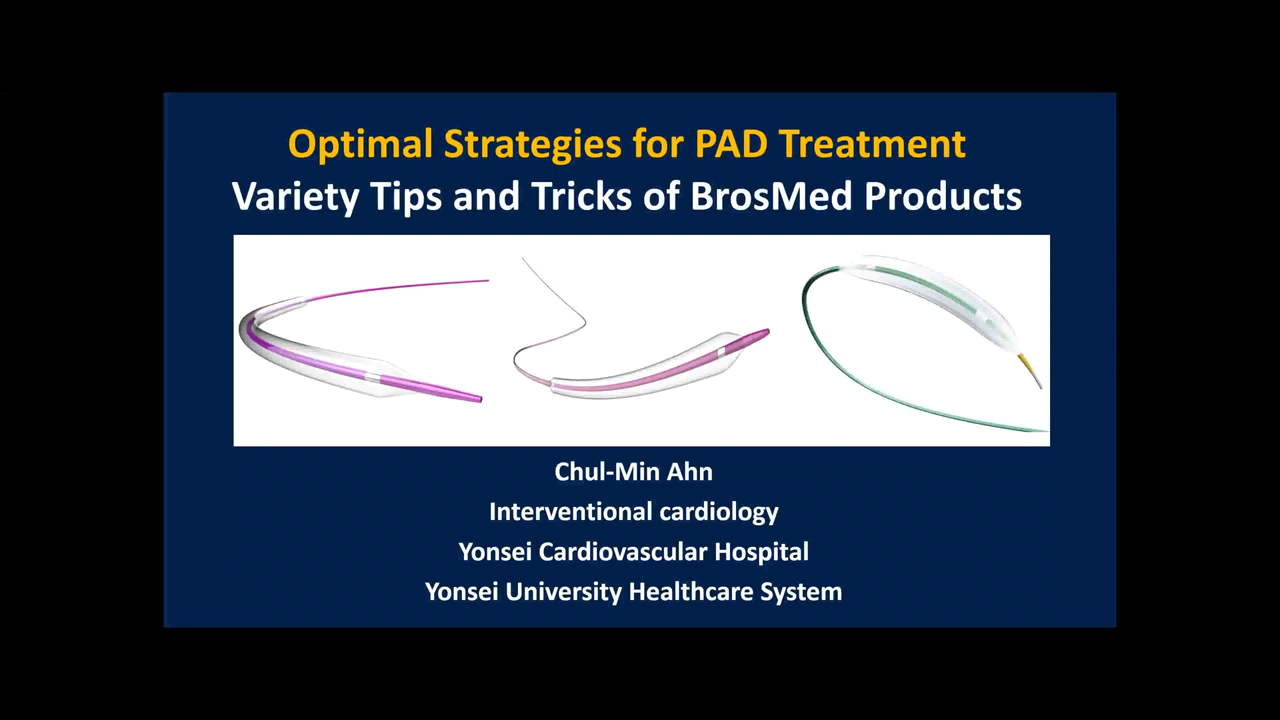 Optimal Strategies for PAD Treatment
Variety Tips and Tricks of BrosMed Products
Chul-Min Ahn
Interventional cardiology
Yonsei Cardiovascular Hospital
Yonsei University Healthcare System